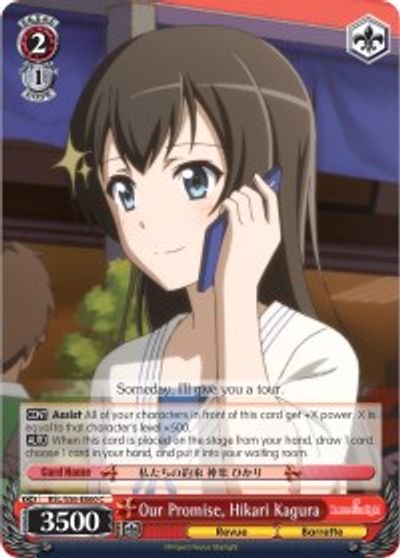 2
1
Someday, I'll give you a tour.
CONT Assist All of your characters in front of this card get +X power. X is
equal to that character's level ×500.
AUTO When this card is placed on the stage from your hand, draw 1 card,
choose 1 card in your hand, and put it into your waiting room.
Card Name 私たちの約束 神楽 ひかり
3500
Our Promise, Hikari Kagura
Revue Barrette
©Project Revue Starlight